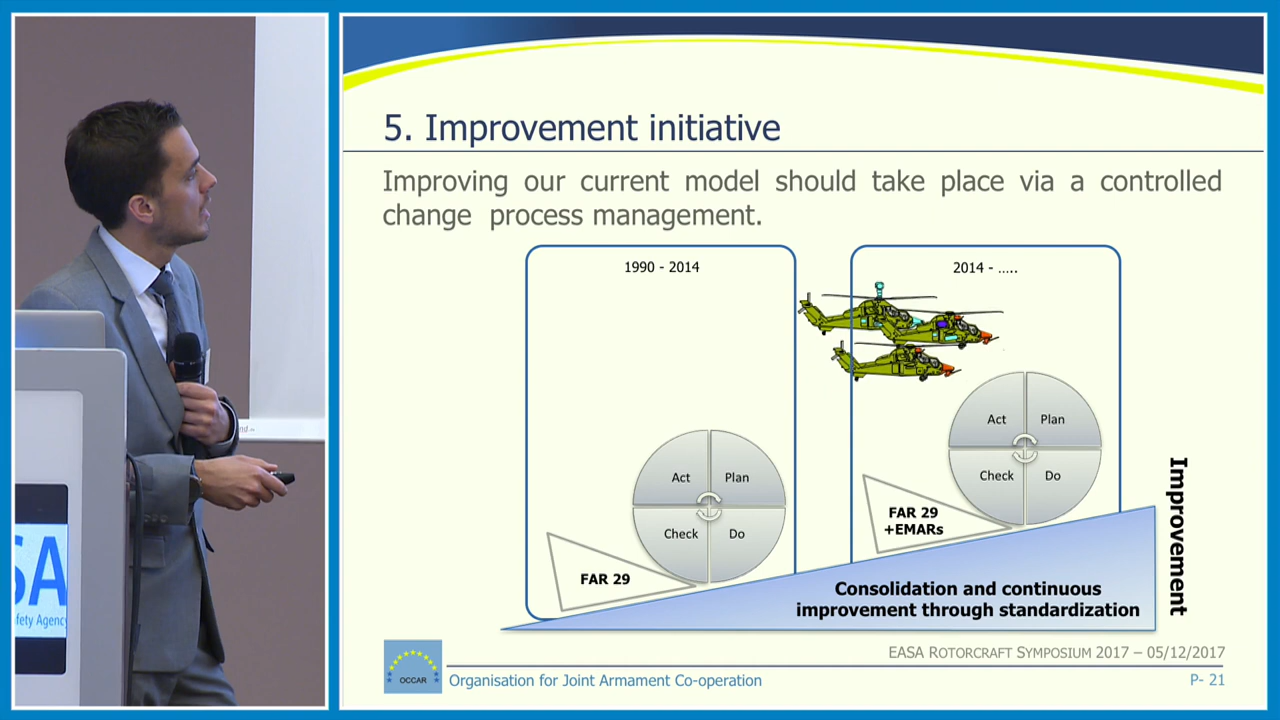 5. Improvement initiative
Improving our current model should take place via a controlled
change process management.
1990 - 2014
2014 - .....
Act
Plan
Check
Do
FAR 29
Act
Plan
Check
Do
FAR 29
+EMARs
Improvement
Consolidation and continuous
improvement through standardization
EASA ROTORCRAFT SYMPOSIUM 2017 – 05/12/2017
OCCAR
Organisation for Joint Armament Co-operation
P- 21
SA
fety Agency